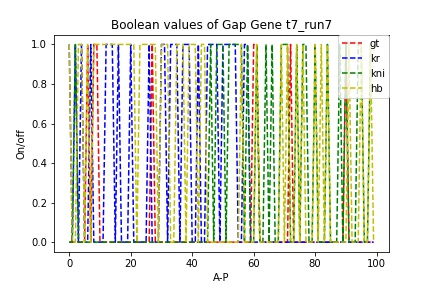 Boolean values of Gap Gene t7_run7
gt
kr
kni
hb
On/off
1.0
0.8
0.6
0.4
0.2
0.0
0 20 40 60 80 100
A-P